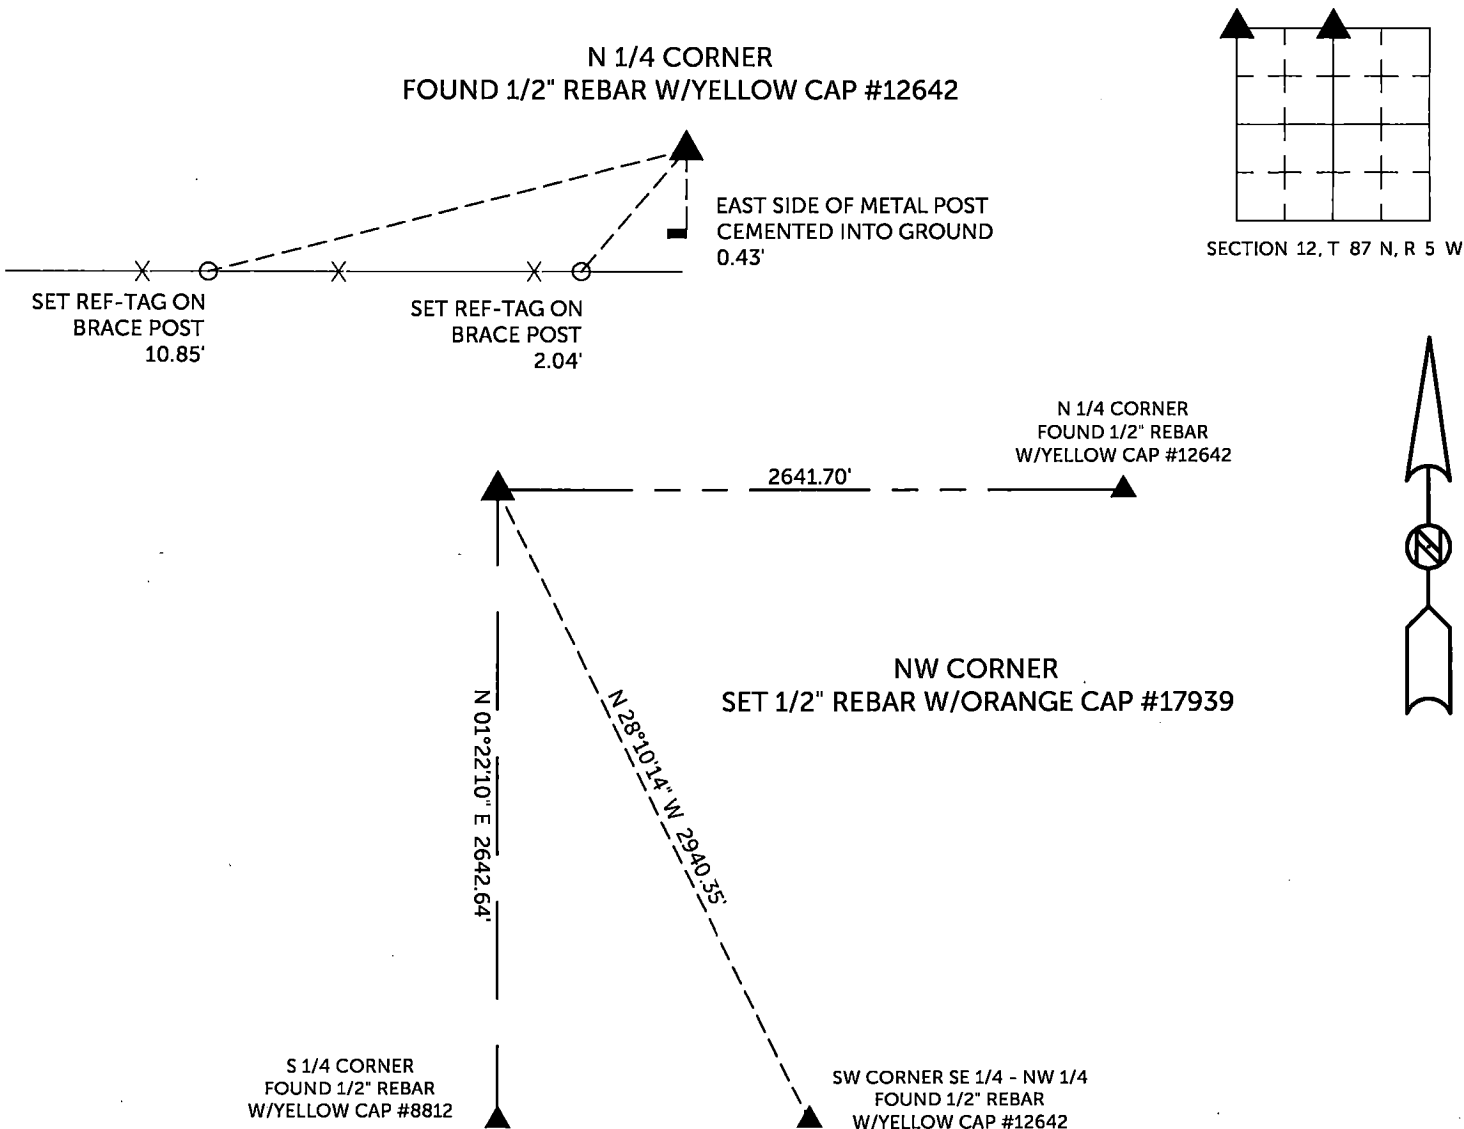 N 1/4 CORNER
FOUND 1/2" REBAR W/YELLOW CAP #12642
EAST SIDE OF METAL POST
CEMENTED INTO GROUND
0.43'
SECTION 12, T 87 N, R 5 W
SET REF-TAG ON
BRACE POST
10.85'
SET REF-TAG ON
BRACE POST
2.04'
N 1/4 CORNER
FOUND 1/2" REBAR
W/YELLOW CAP #12642
2641.70'
N
NW CORNER
SET 1/2" REBAR W/ORANGE CAP #17939
N 01°22'10" E 2642.64'
N 28°10'14" W 2940.35'
S 1/4 CORNER
FOUND 1/2" REBAR
W/YELLOW CAP #8812
SW CORNER SE 1/4 - NW 1/4
FOUND 1/2" REBAR
W/YELLOW CAP #12642